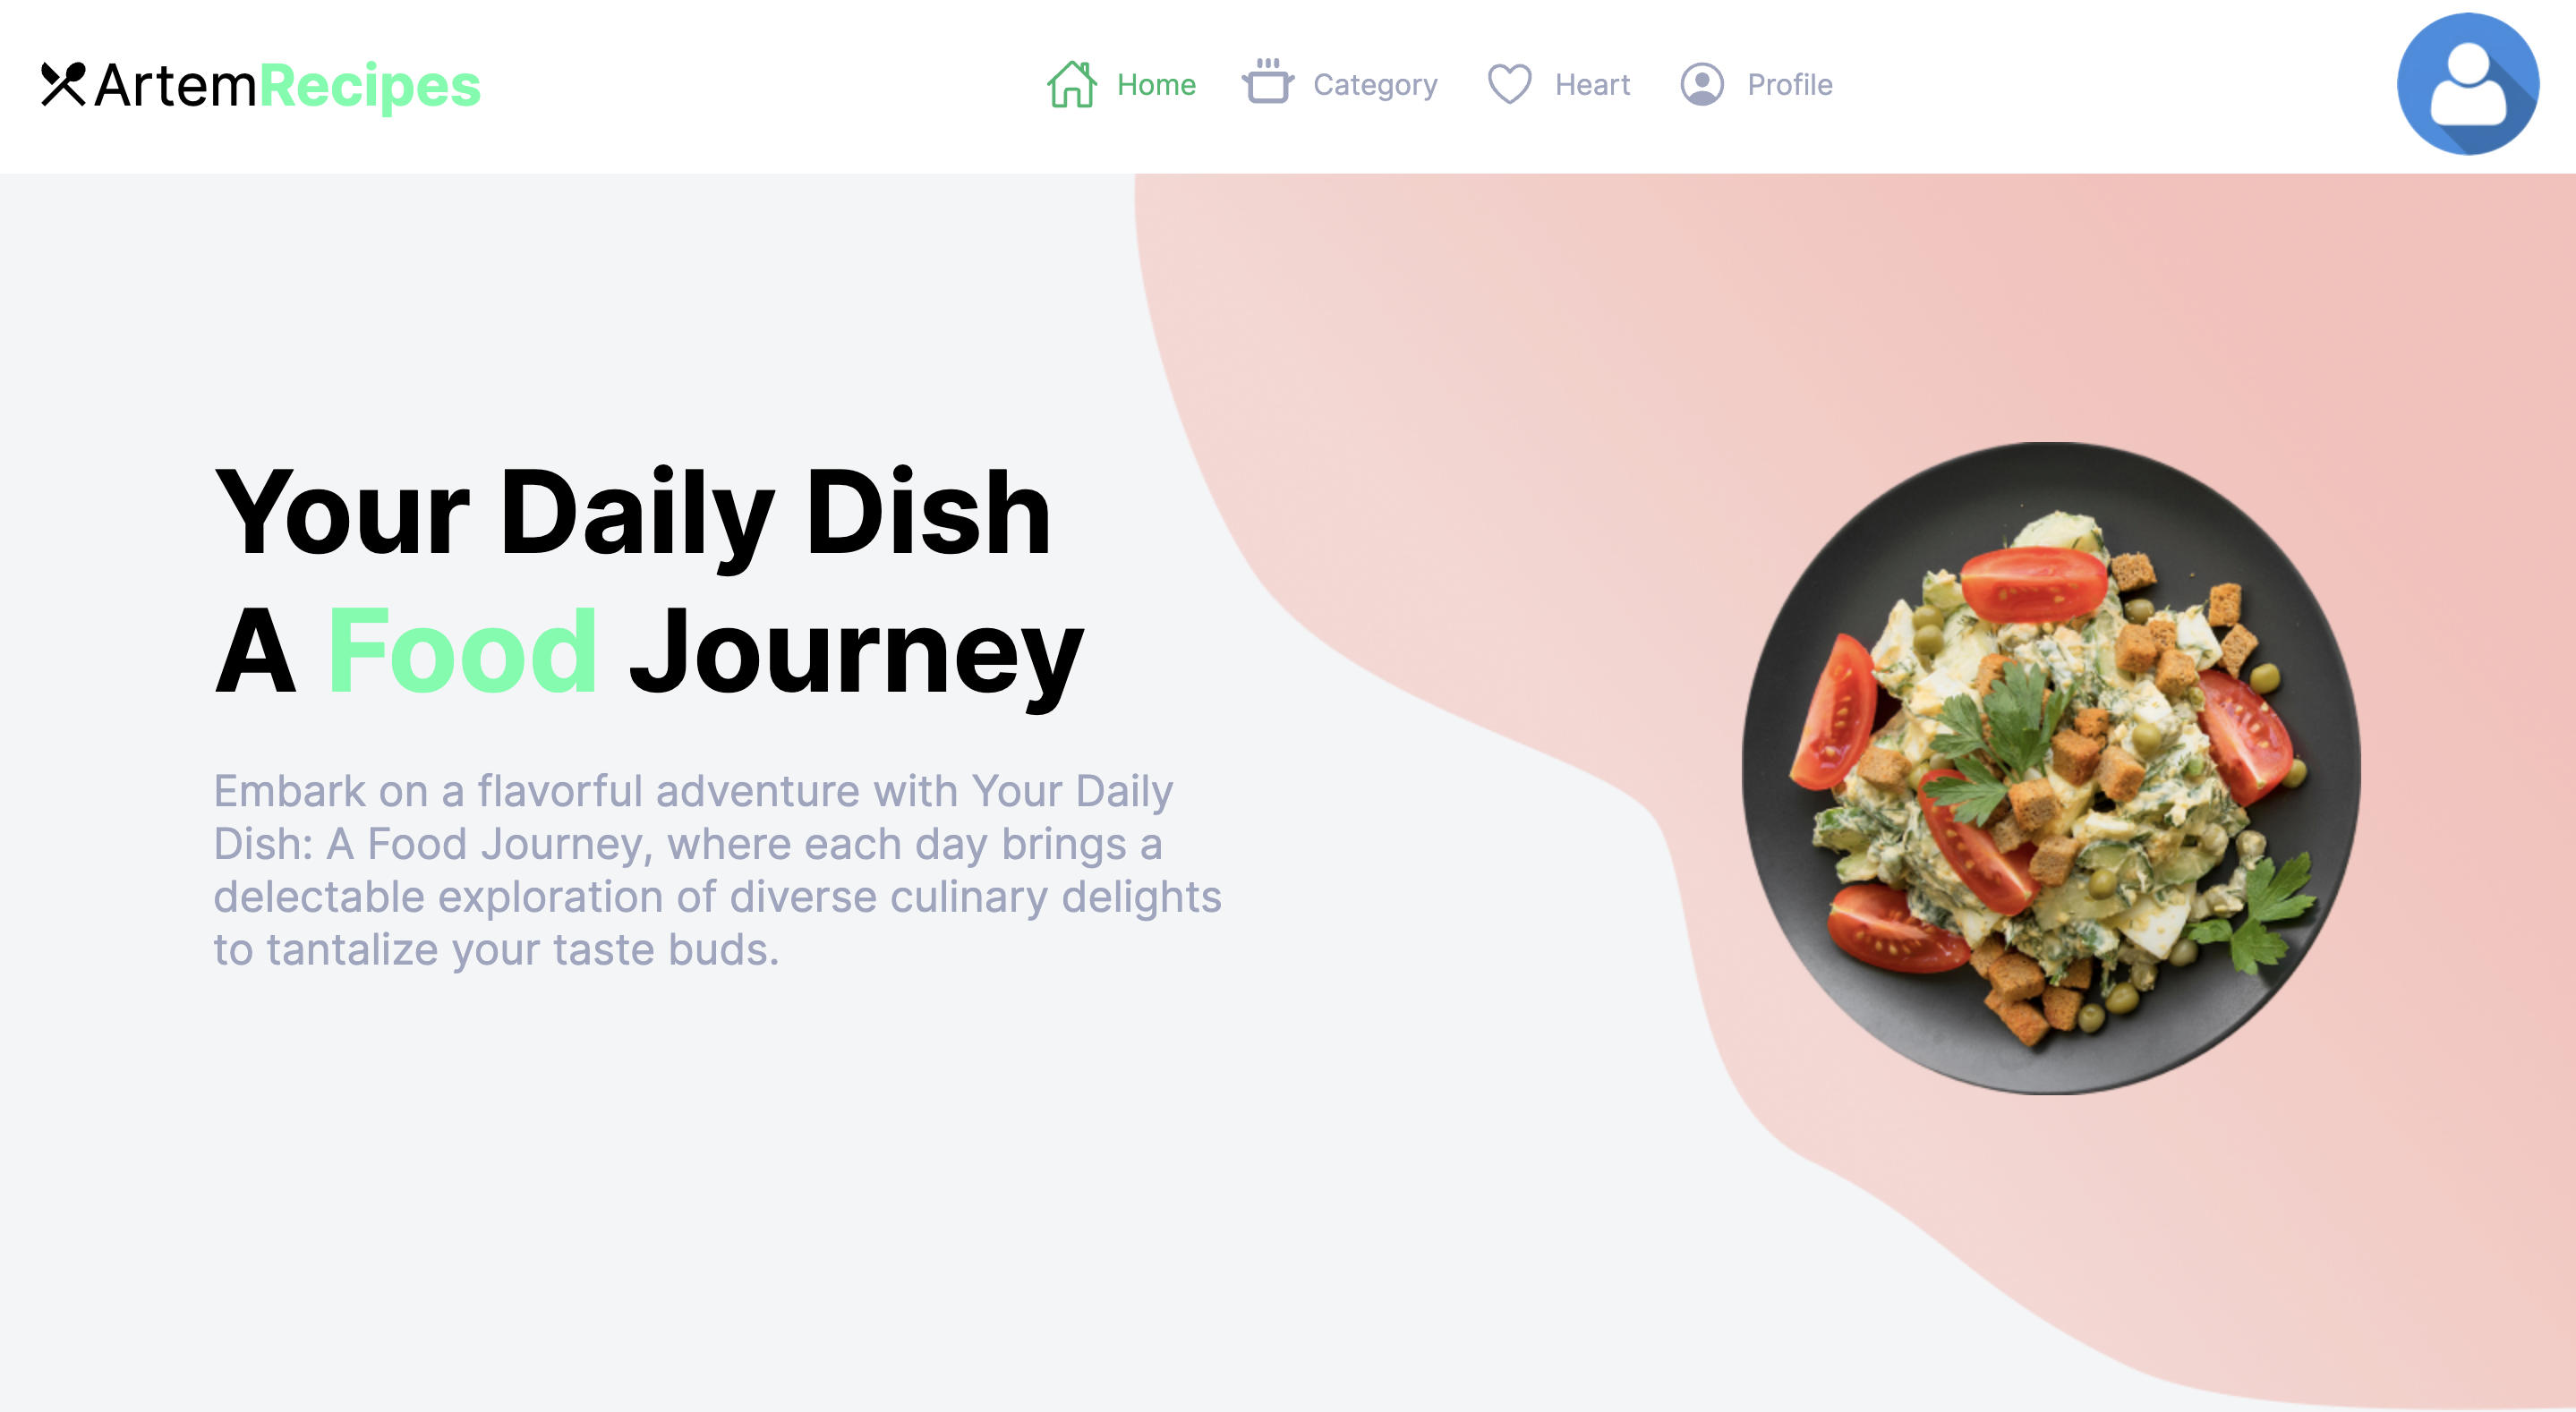 ArtemRecipes
Home
Category
Heart
Profile
Your Daily Dish
A Food Journey
Embark on a flavorful adventure with Your Daily
Dish: A Food Journey, where each day brings a
delectable exploration of diverse culinary delights
to tantalize your taste buds.